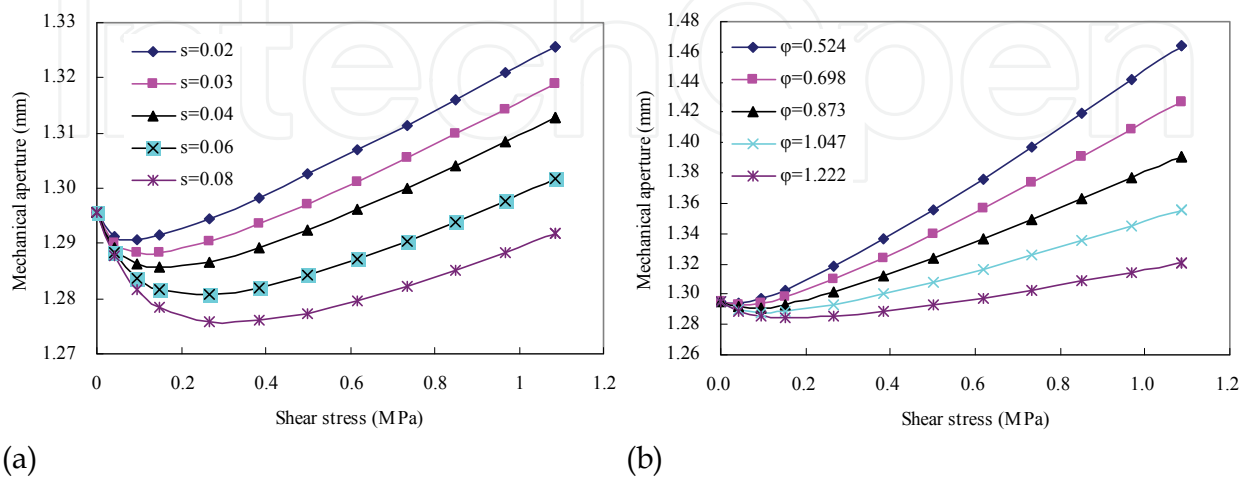 Intechopen
1.33
1.32
1.31
1.30
1.29
1.28
1.27
Mechanical aperture (mm)
s=0.02
s=0.03
s=0.04
s=0.06
s=0.08
0 0.2 0.4 0.6 0.8 1 1.2
Shear stress (MPa)
(a)
1.48
1.46
1.44
1.42
1.40
1.38
1.36
1.34
1.32
1.30
1.28
1.26
Mechanical aperture (mm)
φ=0.524
φ=0.698
φ=0.873
φ=1.047
φ=1.222
0.0 0.2 0.4 0.6 0.8 1.0 1.2
Shear stress (MPa)
(b)